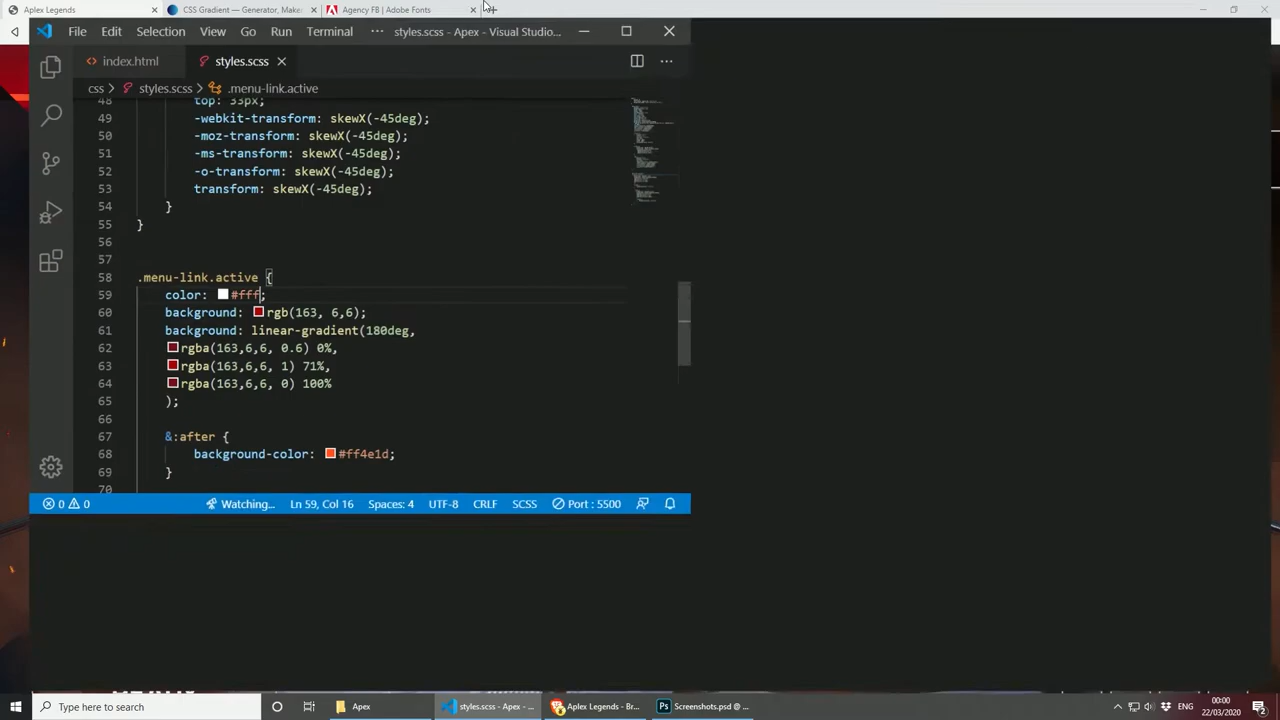 Aplex Legends
CSS Gradient — Generator, Make
Agency FB | Adobe Fonts
File Edit Selection View Go Run Terminal ··· styles.scss - Apex - Visual Studio...
index.html
styles.scss
css > styles.scss > .menu-link.active
48 top: 33px;
49 -webkit-transform: skewX(-45deg);
50 -moz-transform: skewX(-45deg);
51 -ms-transform: skewX(-45deg);
52 -o-transform: skewX(-45deg);
53 transform: skewX(-45deg);
54 }
55 }
56
57
58 .menu-link.active {
59 color: #fff;
60 background: rgb(163, 6,6);
61 background: linear-gradient(180deg,
62 rgba(163,6,6, 0.6) 0%,
63 rgba(163,6,6, 1) 71%,
64 rgba(163,6,6, 0) 100%
65 );
66
67 &:after {
68 background-color: #ff4e1d;
69 }
70
0 0 Watching... Ln 59, Col 16 Spaces: 4 UTF-8 CRLF SCSS Port : 5500
Type here to search
Apex
styles.scss - Apex - ...
Aplex Legends - Br...
Screenshots.psd @ ...
ENG
00:00
22/03/2020
2